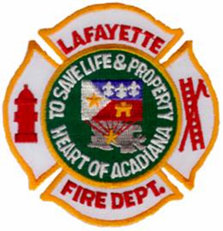 LAFAYETTE
TO SAVE LIFE & PROPERTY
HEART OF ACADIANA
FIRE DEPT.